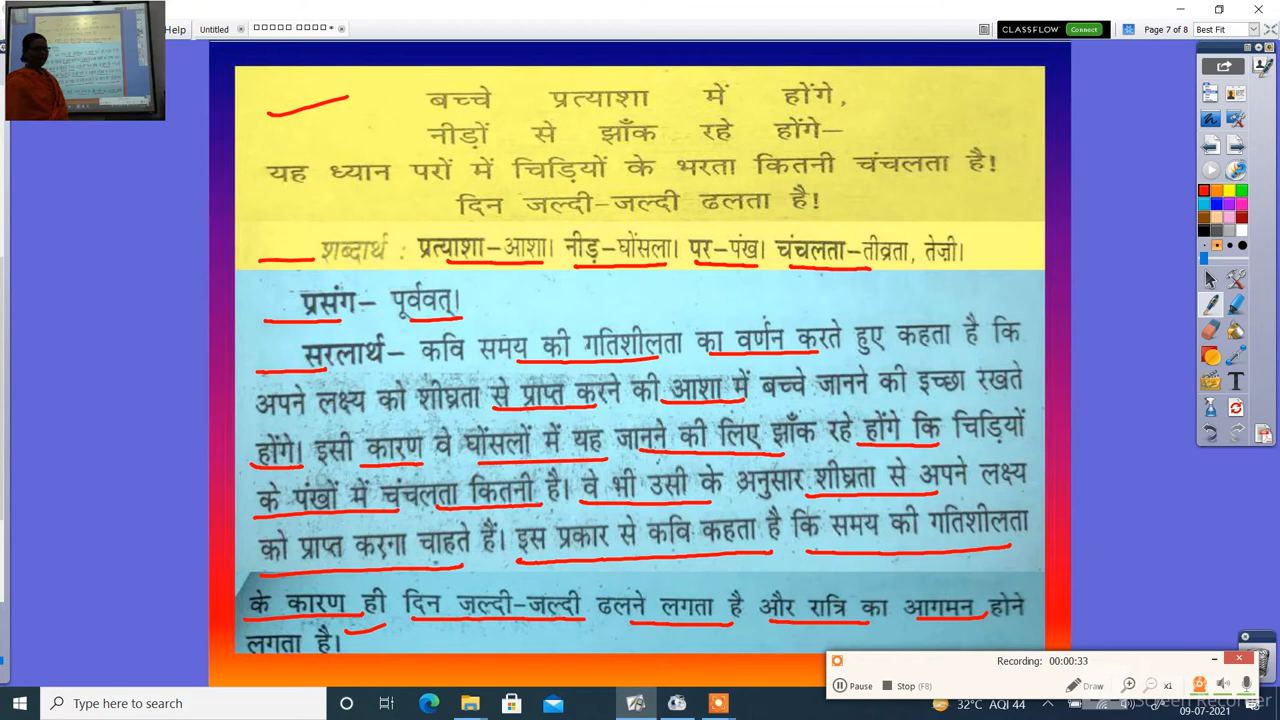 Help
Untitled
CLASSFLOW Connect
Page 7 of 8
Best Fit
बच्चे प्रत्याशा में होंगे,
नीड़ों से झाँक रहे होंगे–
यह ध्यान परों में चिड़ियों के भरता कितनी चंचलता है!
दिन जल्दी-जल्दी ढलता है!
शब्दार्थ : प्रत्याशा–आशा। नीड़–घोंसला। पर–पंख। चंचलता–तीव्रता, तेज़ी।
प्रसंग– पूर्ववत्।
सरलार्थ– कवि समय की गतिशीलता का वर्णन करते हुए कहता है कि
अपने लक्ष्य को शीघ्रता से प्राप्त करने की आशा में बच्चे जानने की इच्छा रखते
होंगे। इसी कारण वे घोंसलों में यह जानने की लिए झाँक रहे होंगे कि चिड़ियों
के पंखों में चंचलता कितनी है। वे भी उसी के अनुसार शीघ्रता से अपने लक्ष्य
को प्राप्त करगा चाहते हैं। इस प्रकार से कवि कहता है कि समय की गतिशीलता
के कारण ही दिन जल्दी-जल्दी ढलने लगता है और रात्रि का आगमन होने
लगता है।
Recording: 00:00:33
Pause Stop (F8) Draw x1
Type here to search
32°C AQI 44
09-07-2021